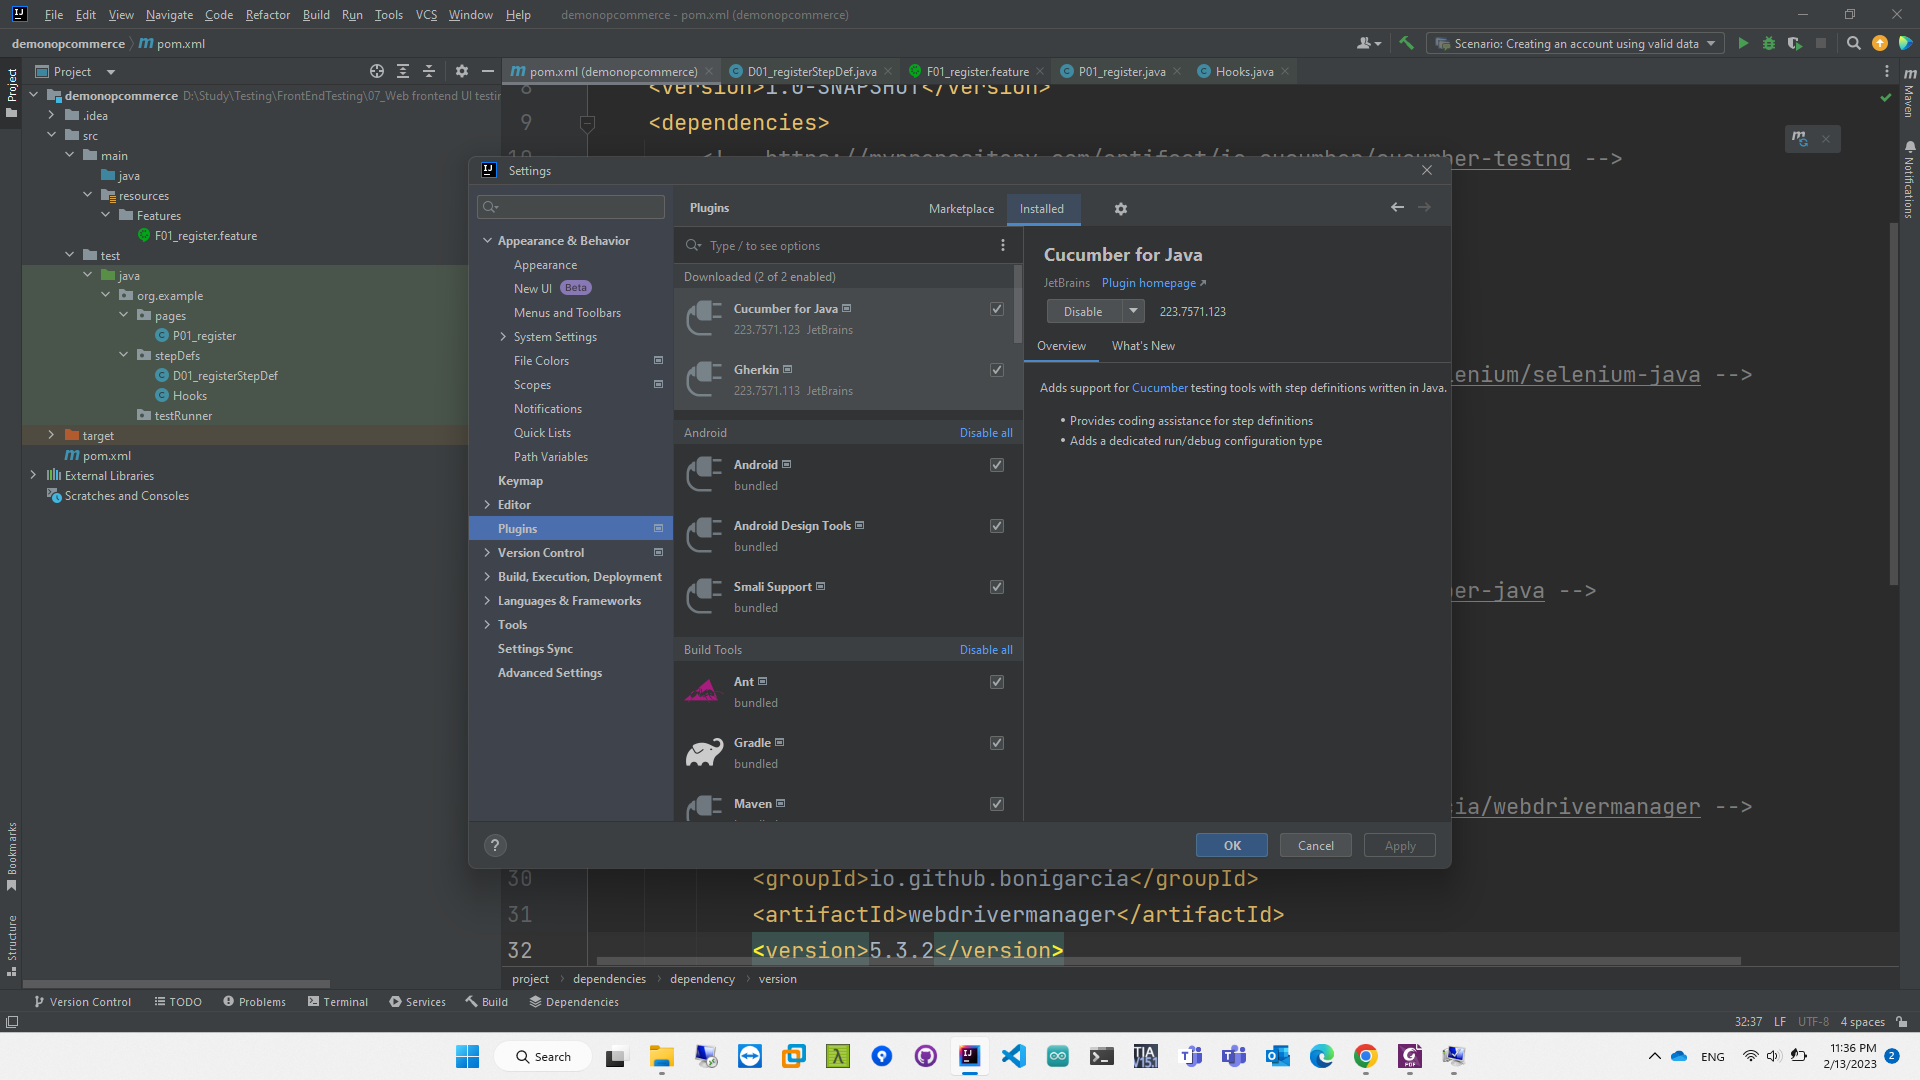 File Edit View Navigate Code Refactor Build Run Tools VCS Window Help demonopcommerce - pom.xml (demonopcommerce)
demonopcommerce pom.xml
Scenario: Creating an account using valid data
Project
pom.xml (demonopcommerce) D01_registerStepDef.java F01_register.feature P01_register.java Hooks.java
Project
demonopcommerce D:\Study\Testing\FrontEndTesting\07_Web frontend UI testin
.idea
src
main
java
resources
Features
F01_register.feature
test
java
org.example
pages
P01_register
stepDefs
D01_registerStepDef
Hooks
testRunner
target
pom.xml
External Libraries
Scratches and Consoles
Bookmarks
Structure
8 <version>1.0-SNAPSHOT</version>
9 <dependencies>
10 <!-- https://mvnrepository.com/artifact/io.cucumber/cucumber-testng -->
lenium/selenium-java -->
ber-java -->
cia/webdrivermanager -->
30 <groupId>io.github.bonigarcia</groupId>
31 <artifactId>webdrivermanager</artifactId>
32 <version>5.3.2</version>
Maven
Notifications
Settings
Appearance & Behavior
Appearance
New UI Beta
Menus and Toolbars
System Settings
File Colors
Scopes
Notifications
Quick Lists
Path Variables
Keymap
Editor
Plugins
Version Control
Build, Execution, Deployment
Languages & Frameworks
Tools
Settings Sync
Advanced Settings
Plugins Marketplace Installed
Type / to see options
Downloaded (2 of 2 enabled)
Cucumber for Java
223.7571.123 JetBrains
Gherkin
223.7571.113 JetBrains
Android Disable all
Android
bundled
Android Design Tools
bundled
Smali Support
bundled
Build Tools Disable all
Ant
bundled
Gradle
bundled
Maven
Cucumber for Java
JetBrains Plugin homepage
Disable 223.7571.123
Overview What's New
Adds support for Cucumber testing tools with step definitions written in Java.
• Provides coding assistance for step definitions
• Adds a dedicated run/debug configuration type
? OK Cancel Apply
project dependencies dependency version
Version Control TODO Problems Terminal Services Build Dependencies
32:37 LF UTF-8 4 spaces
Search
ENG
11:36 PM
2/13/2023
2